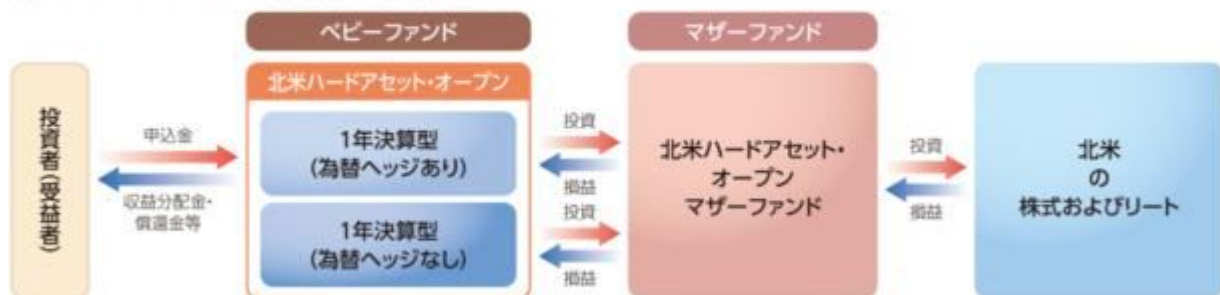 ベビーファンド
マザーファンド
投資者(受益者)
申込金
収益分配金・
償還金等
北米ハードアセット・オープン
1年決算型
(為替ヘッジあり)
1年決算型
(為替ヘッジなし)
投資
損益
投資
損益
北米ハードアセット・
オープン
マザーファンド
投資
損益
北米
の
株式およびリート